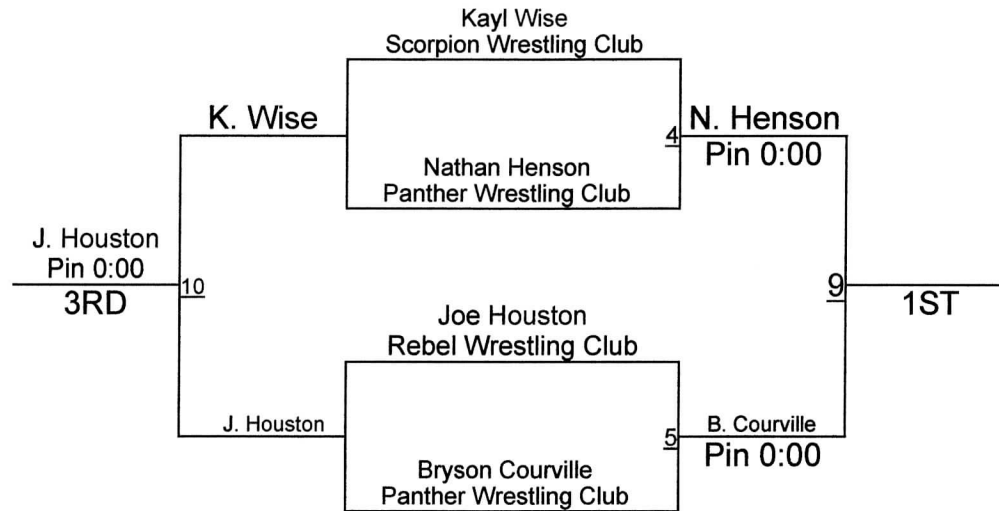 Kayl Wise
Scorpion Wrestling Club
K. Wise
4
N. Henson
Pin 0:00
Nathan Henson
Panther Wrestling Club
J. Houston
Pin 0:00
3RD
10
9
1ST
Joe Houston
Rebel Wrestling Club
J. Houston
5
B. Courville
Pin 0:00
Bryson Courville
Panther Wrestling Club